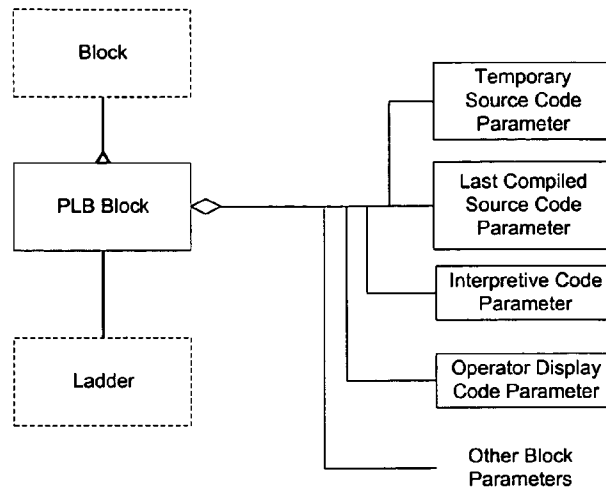 Block
PLB Block
Ladder
Temporary
Source Code
Parameter
Last Compiled
Source Code
Parameter
Interpretive Code
Parameter
Operator Display
Code Parameter
Other Block
Parameters